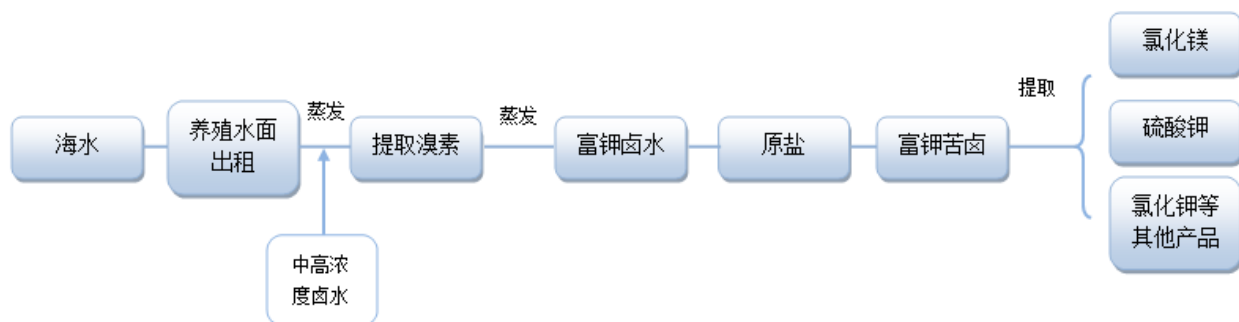 海水
养殖水面
出租
蒸发
中高浓
度卤水
提取溴素
蒸发
富钾卤水
原盐
富钾苦卤
提取
氯化镁
硫酸钾
氯化钾等
其他产品